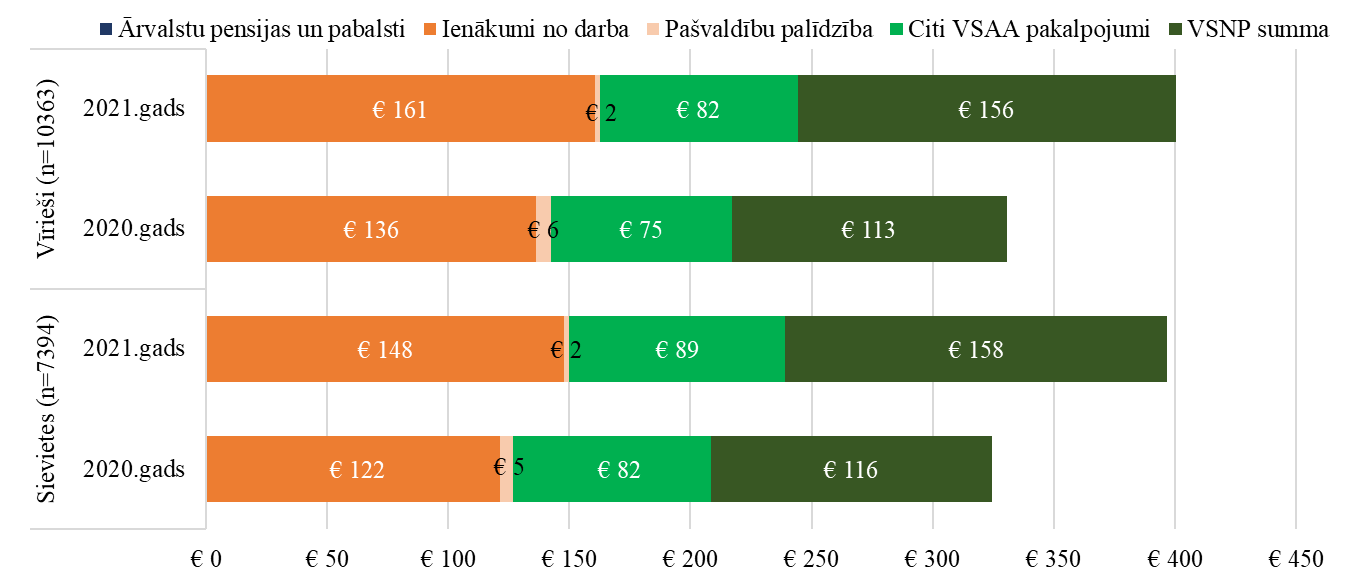 Ārvalstu pensijas un pabalsti Ienākumi no darba Pašvaldību palīdzība Citi VSAA pakalpojumi VSNP summa
Vīrieši (n=10363)
2021.gads € 161 € 2 € 82 € 156
2020.gads € 136 € 6 € 75 € 113
Sievietes (n=7394)
2021.gads € 148 € 2 € 89 € 158
2020.gads € 122 € 5 € 82 € 116
€ 0 € 50 € 100 € 150 € 200 € 250 € 300 € 350 € 400 € 450